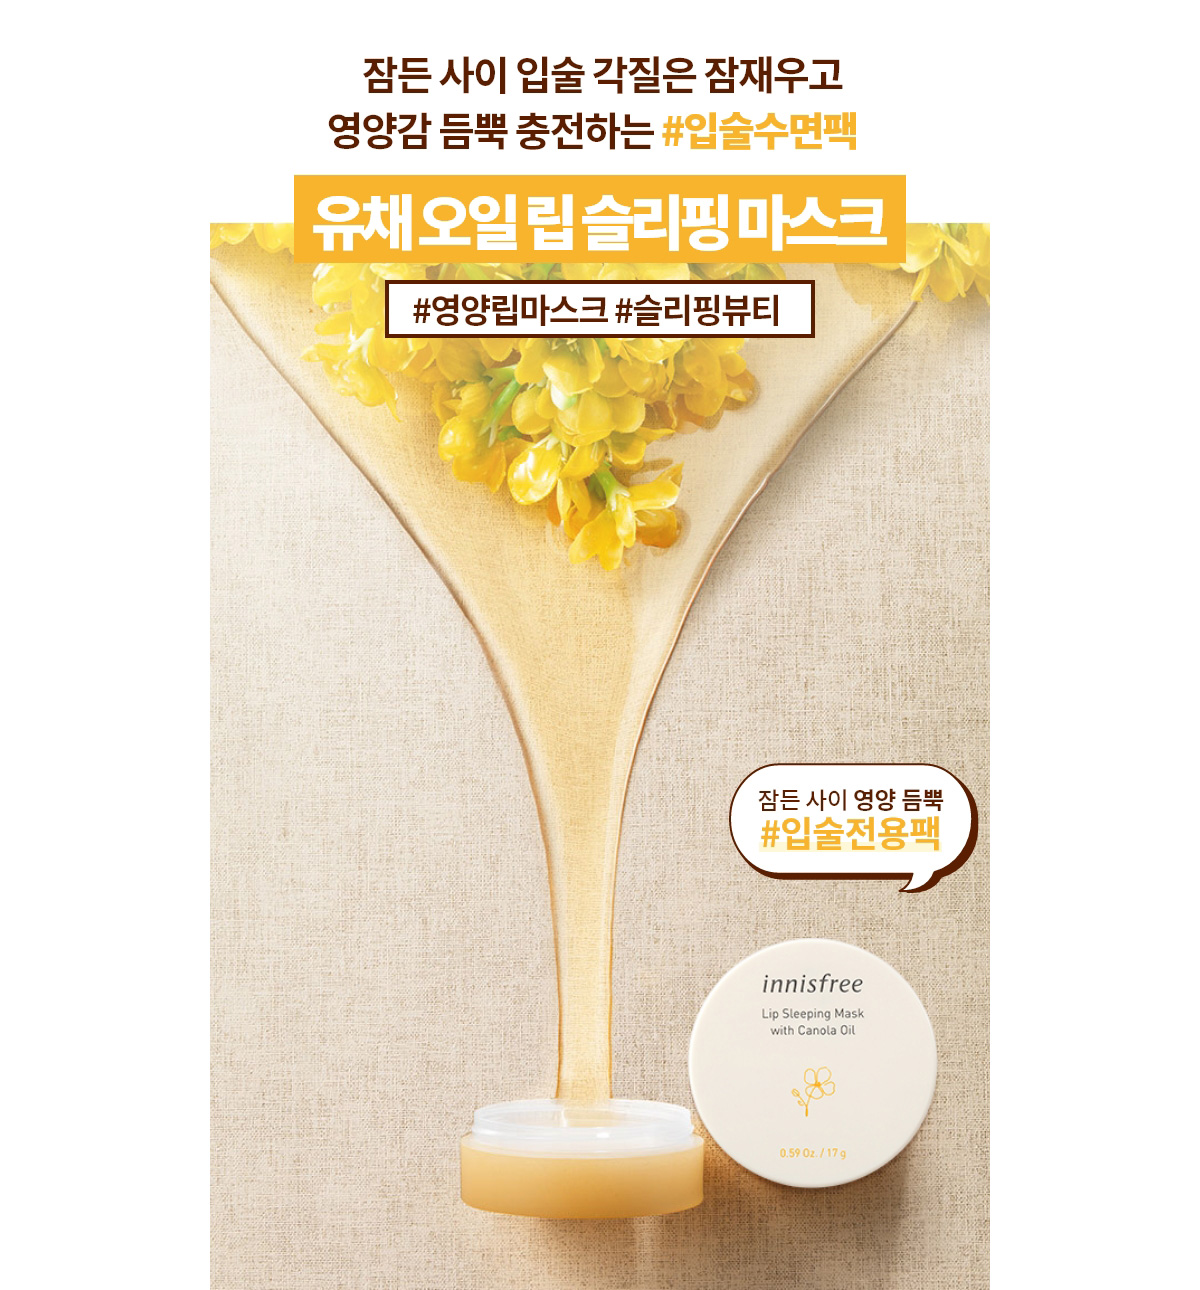 잠든 사이 입술 각질은 잠재우고
영양감 듬뿍 충전하는 #입술수면팩
유채 오일 립 슬리핑 마스크
#영양립마스크 #슬리핑뷰티
잠든 사이 영양 듬뿍
#입술전용팩
innisfree
Lip Sleeping Mask
with Canola Oil
0.59 Oz. / 17 g